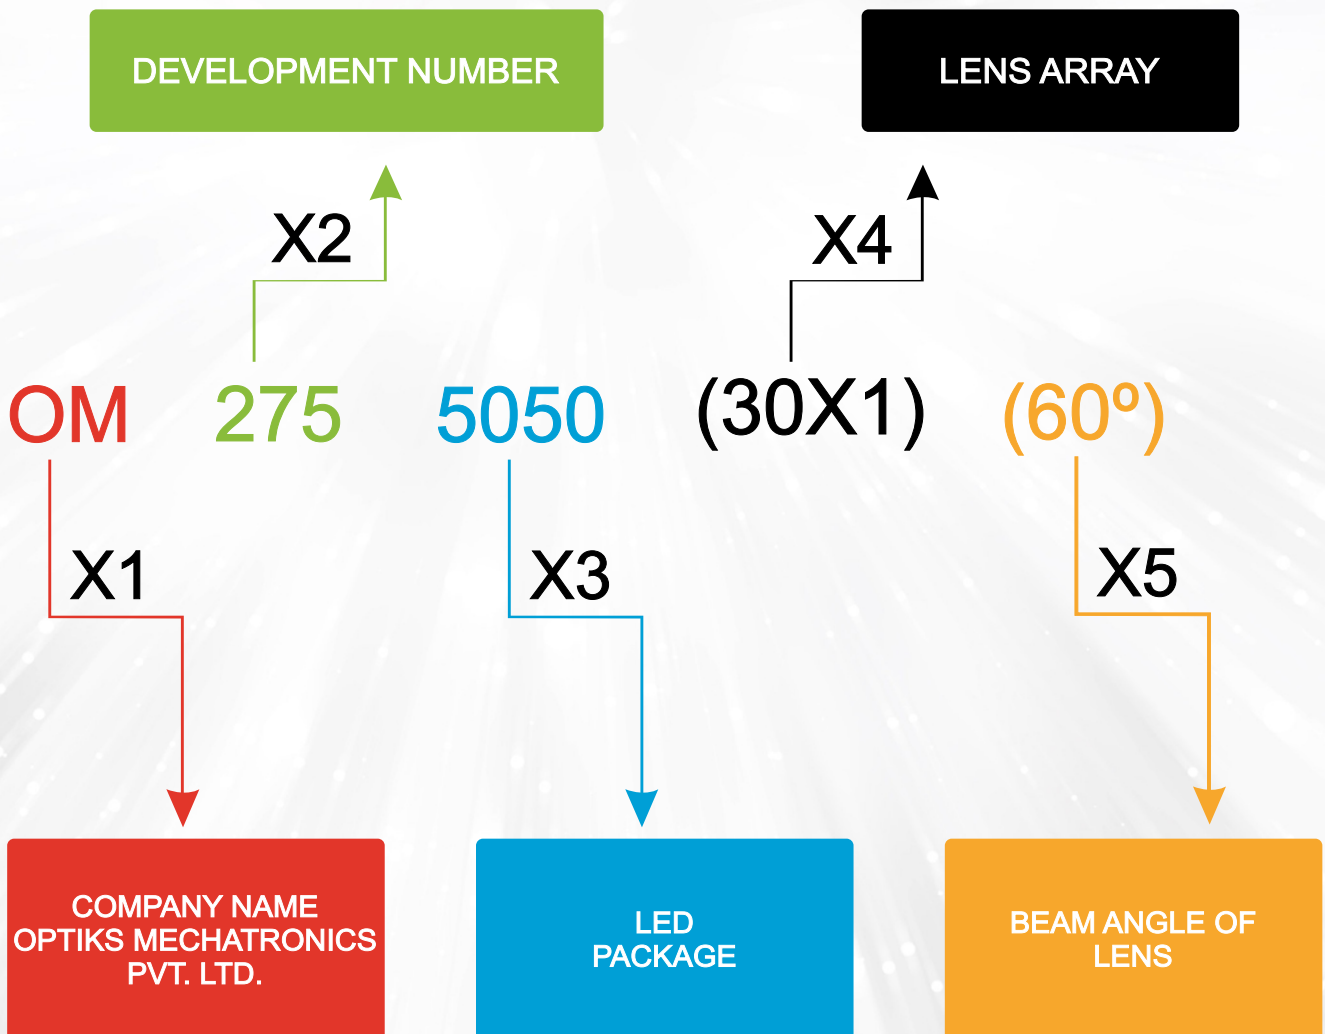 DEVELOPMENT NUMBER
LENS ARRAY
X2
X4
OM 275 5050 (30X1) (60º)
X1
X3
X5
COMPANY NAME
OPTIKS MECHATRONICS
PVT. LTD.
LED
PACKAGE
BEAM ANGLE OF
LENS